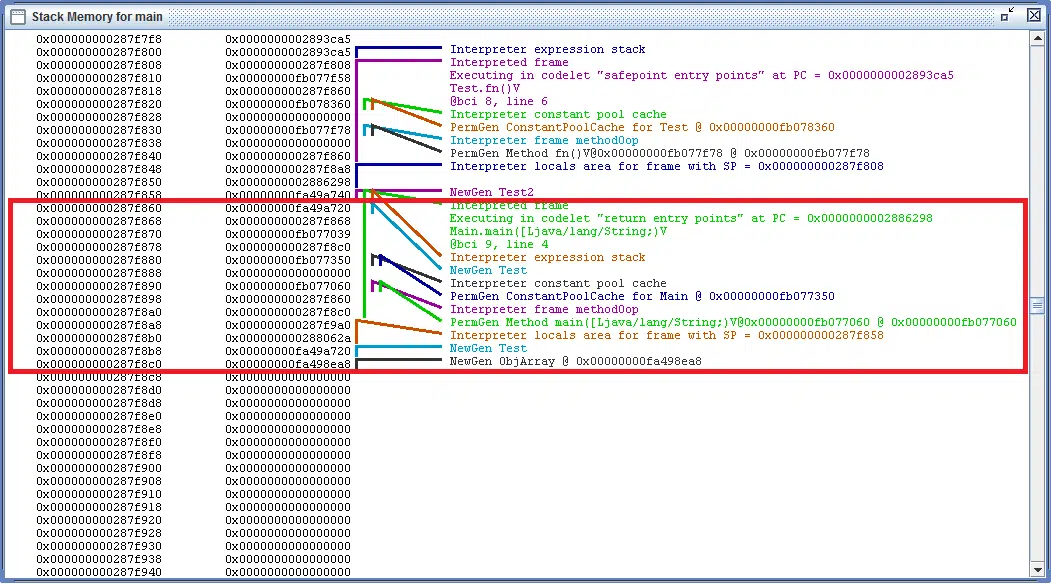 Stack Memory for main
0x000000000287f7f8 0x0000000002893ca5
0x000000000287f800 0x0000000002893ca5
0x000000000287f808 0x000000000287f808
0x000000000287f810 0x00000000fb077f58
0x000000000287f818 0x000000000287f860
0x000000000287f820 0x00000000fb078360
0x000000000287f828 0x0000000000000000
0x000000000287f830 0x00000000fb077f78
0x000000000287f838 0x0000000000000000
0x000000000287f840 0x000000000287f860
0x000000000287f848 0x000000000287f8a8
0x000000000287f850 0x0000000002886298
0x000000000287f858 0x00000000fa49a740
0x000000000287f860 0x00000000fa49a720
0x000000000287f868 0x000000000287f868
0x000000000287f870 0x00000000fb077039
0x000000000287f878 0x000000000287f8c0
0x000000000287f880 0x00000000fb077350
0x000000000287f888 0x0000000000000000
0x000000000287f890 0x00000000fb077060
0x000000000287f898 0x000000000287f860
0x000000000287f8a0 0x000000000287f8c0
0x000000000287f8a8 0x000000000287f9a0
0x000000000287f8b0 0x000000000288062a
0x000000000287f8b8 0x00000000fa49a720
0x000000000287f8c0 0x00000000fa498ea8
0x000000000287f8c8 0x0000000000000000
0x000000000287f8d0 0x0000000000000000
0x000000000287f8d8 0x0000000000000000
0x000000000287f8e0 0x0000000000000000
0x000000000287f8e8 0x0000000000000000
0x000000000287f8f0 0x0000000000000000
0x000000000287f8f8 0x0000000000000000
0x000000000287f900 0x0000000000000000
0x000000000287f908 0x0000000000000000
0x000000000287f910 0x0000000000000000
0x000000000287f918 0x0000000000000000
0x000000000287f920 0x0000000000000000
0x000000000287f928 0x0000000000000000
0x000000000287f930 0x0000000000000000
0x000000000287f938 0x0000000000000000
0x000000000287f940 0x0000000000000000
Interpreter expression stack
Interpreted frame
Executing in codelet "safepoint entry points" at PC = 0x0000000002893ca5
Test.fn()V
@bci 8, line 6
Interpreter constant pool cache
PermGen ConstantPoolCache for Test @ 0x00000000fb078360
Interpreter frame methodOop
PermGen Method fn()V@0x00000000fb077f78 @ 0x00000000fb077f78
Interpreter locals area for frame with SP = 0x000000000287f808
NewGen Test2
Interpreted frame
Executing in codelet "return entry points" at PC = 0x0000000002886298
Main.main([Ljava/lang/String;)V
@bci 9, line 4
Interpreter expression stack
NewGen Test
Interpreter constant pool cache
PermGen ConstantPoolCache for Main @ 0x00000000fb077350
Interpreter frame methodOop
PermGen Method main([Ljava/lang/String;)V@0x00000000fb077060 @ 0x00000000fb077060
Interpreter locals area for frame with SP = 0x000000000287f858
NewGen Test
NewGen ObjArray @ 0x00000000fa498ea8